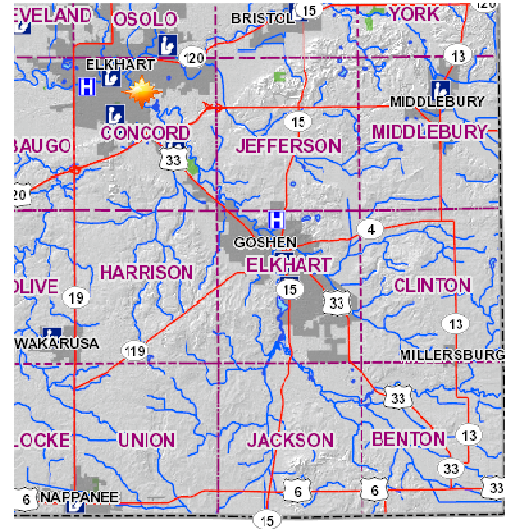 EVELAND
OSOLO
BRISTOL
15
YORK
120
13
ELKHART
120
H
MIDDLEBURY
BAUGO
CONCORD
15
JEFFERSON
MIDDLEBURY
33
20
H
4
GOSHEN
ELKHART
HARRISON
OLIVE
CLINTON
19
15
33
13
WAKARUSA
119
MILLERSBURG
33
LOCKE
UNION
JACKSON
BENTON
13
33
6
NAPPANEE
6
6
33
15